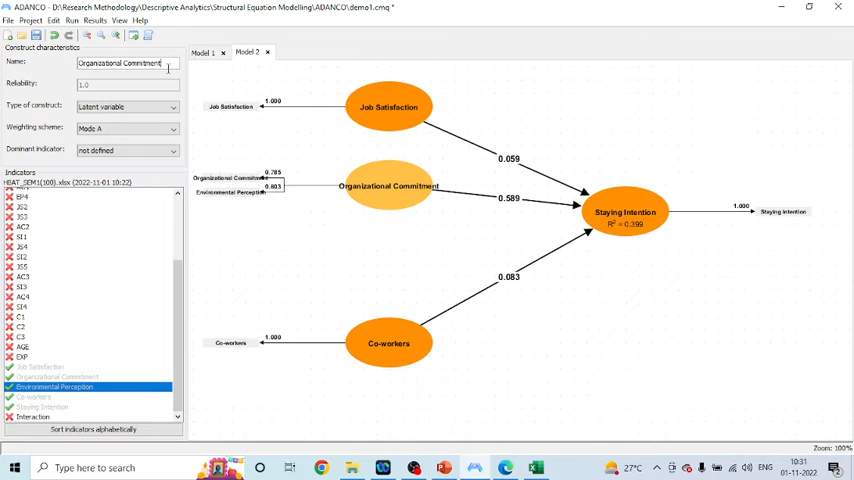 ADANCO - D:\Research Methodology\Descriptive Analytics\Structural Equation Modelling\ADANCO\demo1.cmq *
File Project Edit Run Results View Help
Construct characteristics
Name: Organizational Commitment
Reliability: 1.0
Type of construct: Latent variable
Weighting scheme: Mode A
Dominant indicator: not defined
Indicators
HBAT_SEM1(100).xlsx (2022-11-01 10:22)
EP4
JS2
JS3
AC2
SI1
JS4
SI2
JS5
AC3
SI3
AC4
SI4
C1
C2
C3
AGE
EXP
Job Satisfaction
Organizational Commitment
Environmental Perception
Co-workers
Staying Intention
Interaction
Sort indicators alphabetically
Model 1
Model 2
Job Satisfaction 1.000 Job Satisfaction
0.059
Organizational Commitm 0.785
Environmental Perception 0.803
Organizational Commitment
0.589
Staying Intention
R² = 0.399
1.000 Staying Intention
0.083
Co-workers 1.000 Co-workers
Zoom: 100%
Type here to search
27°C
ENG
10:31
01-11-2022
2